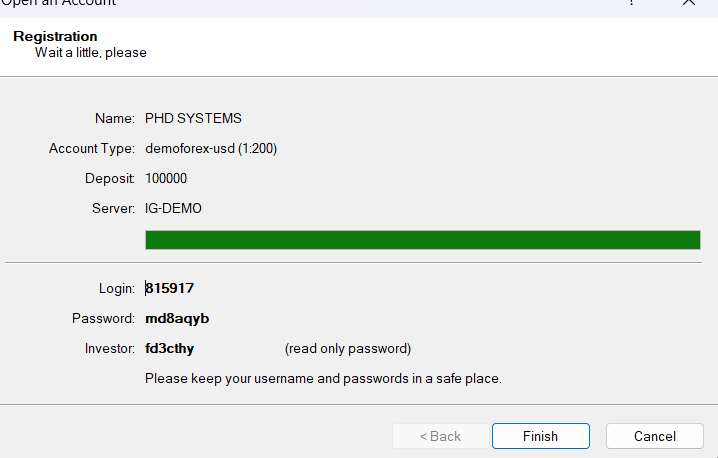 Open an Account
Registration
Wait a little, please
Name: PHD SYSTEMS
Account Type: demoforex-usd (1:200)
Deposit: 100000
Server: IG-DEMO
Login: 815917
Password: md8aqyb
Investor: fd3cthy (read only password)
Please keep your username and passwords in a safe place.
< Back Finish Cancel